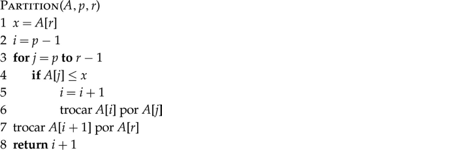 PARTITION(A, p, r)
1 x = A[r]
2 i = p − 1
3 for j = p to r − 1
4 if A[j] ≤ x
5 i = i + 1
6 trocar A[i] por A[j]
7 trocar A[i + 1] por A[r]
8 return i + 1